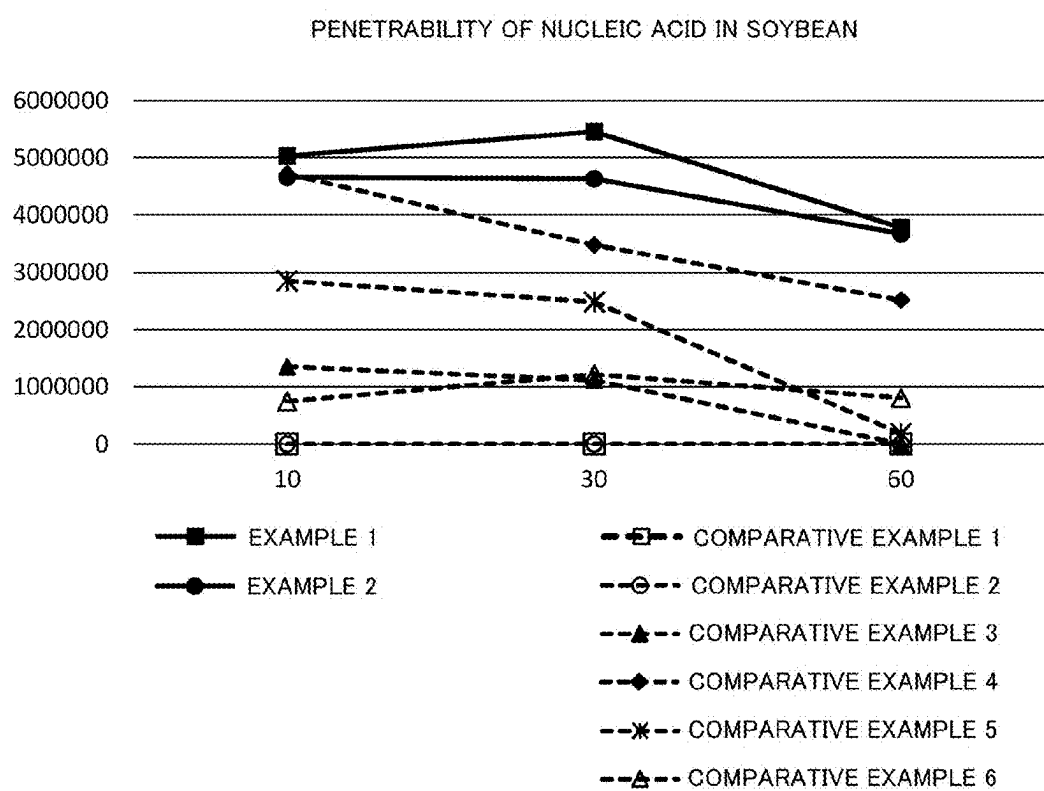 PENETRABILITY OF NUCLEIC ACID IN SOYBEAN
6000000
5000000
4000000
3000000
2000000
1000000
0
10 30 60
EXAMPLE 1
EXAMPLE 2
COMPARATIVE EXAMPLE 1
COMPARATIVE EXAMPLE 2
COMPARATIVE EXAMPLE 3
COMPARATIVE EXAMPLE 4
COMPARATIVE EXAMPLE 5
COMPARATIVE EXAMPLE 6